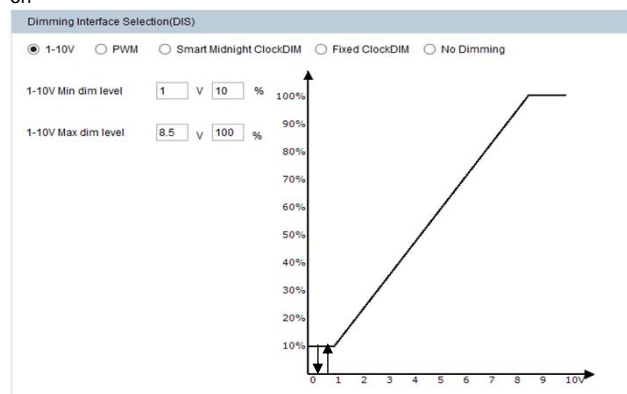 Dimming Interface Selection(DIS)
1-10V PWM Smart Midnight ClockDIM Fixed ClockDIM No Dimming
1-10V Min dim level 1 V 10 %
1-10V Max dim level 8.5 V 100 %
100%
90%
80%
70%
60%
50%
40%
30%
20%
10%
0 1 2 3 4 5 6 7 8 9 10V